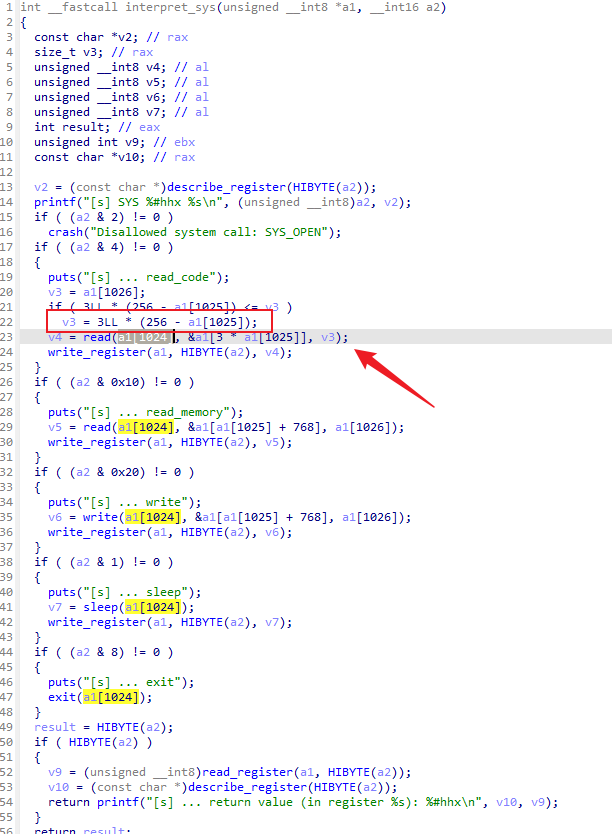 1 int __fastcall interpret_sys(unsigned __int8 *a1, __int16 a2)
2 {
3 const char *v2; // rax
4 size_t v3; // rax
5 unsigned __int8 v4; // al
6 unsigned __int8 v5; // al
7 unsigned __int8 v6; // al
8 unsigned __int8 v7; // al
9 int result; // eax
10 unsigned int v9; // ebx
11 const char *v10; // rax
12
13 v2 = (const char *)describe_register(HIBYTE(a2));
14 printf("[s] SYS %#hhx %s\n", (unsigned __int8)a2, v2);
15 if ( (a2 & 2) != 0 )
16 crash("Disallowed system call: SYS_OPEN");
17 if ( (a2 & 4) != 0 )
18 {
19 puts("[s] ... read_code");
20 v3 = a1[1026];
21 if ( 3LL * (256 - a1[1025]) <= v3 )
22 v3 = 3LL * (256 - a1[1025]);
23 v4 = read(a1[1024], &a1[3 * a1[1025]], v3);
24 write_register(a1, HIBYTE(a2), v4);
25 }
26 if ( (a2 & 0x10) != 0 )
27 {
28 puts("[s] ... read_memory");
29 v5 = read(a1[1024], &a1[a1[1025] + 768], a1[1026]);
30 write_register(a1, HIBYTE(a2), v5);
31 }
32 if ( (a2 & 0x20) != 0 )
33 {
34 puts("[s] ... write");
35 v6 = write(a1[1024], &a1[a1[1025] + 768], a1[1026]);
36 write_register(a1, HIBYTE(a2), v6);
37 }
38 if ( (a2 & 1) != 0 )
39 {
40 puts("[s] ... sleep");
41 v7 = sleep(a1[1024]);
42 write_register(a1, HIBYTE(a2), v7);
43 }
44 if ( (a2 & 8) != 0 )
45 {
46 puts("[s] ... exit");
47 exit(a1[1024]);
48 }
49 result = HIBYTE(a2);
50 if ( HIBYTE(a2) )
51 {
52 v9 = (unsigned __int8)read_register(a1, HIBYTE(a2));
53 v10 = (const char *)describe_register(HIBYTE(a2));
54 return printf("[s] ... return value (in register %s): %#hhx\n", v10, v9);
55 }
56 return result;